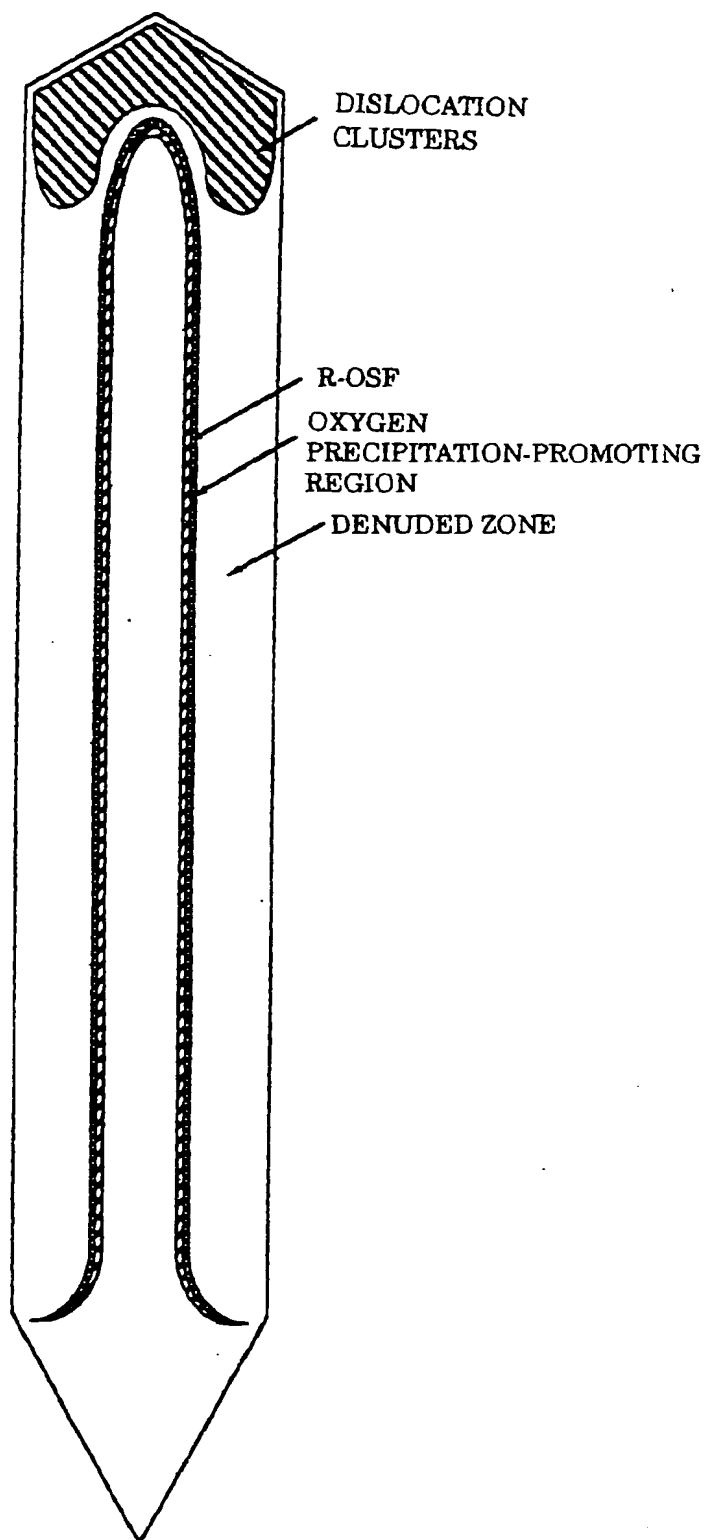 DISLOCATION
CLUSTERS
R-OSF
OXYGEN
PRECIPITATION-PROMOTING
REGION
DENUDED ZONE